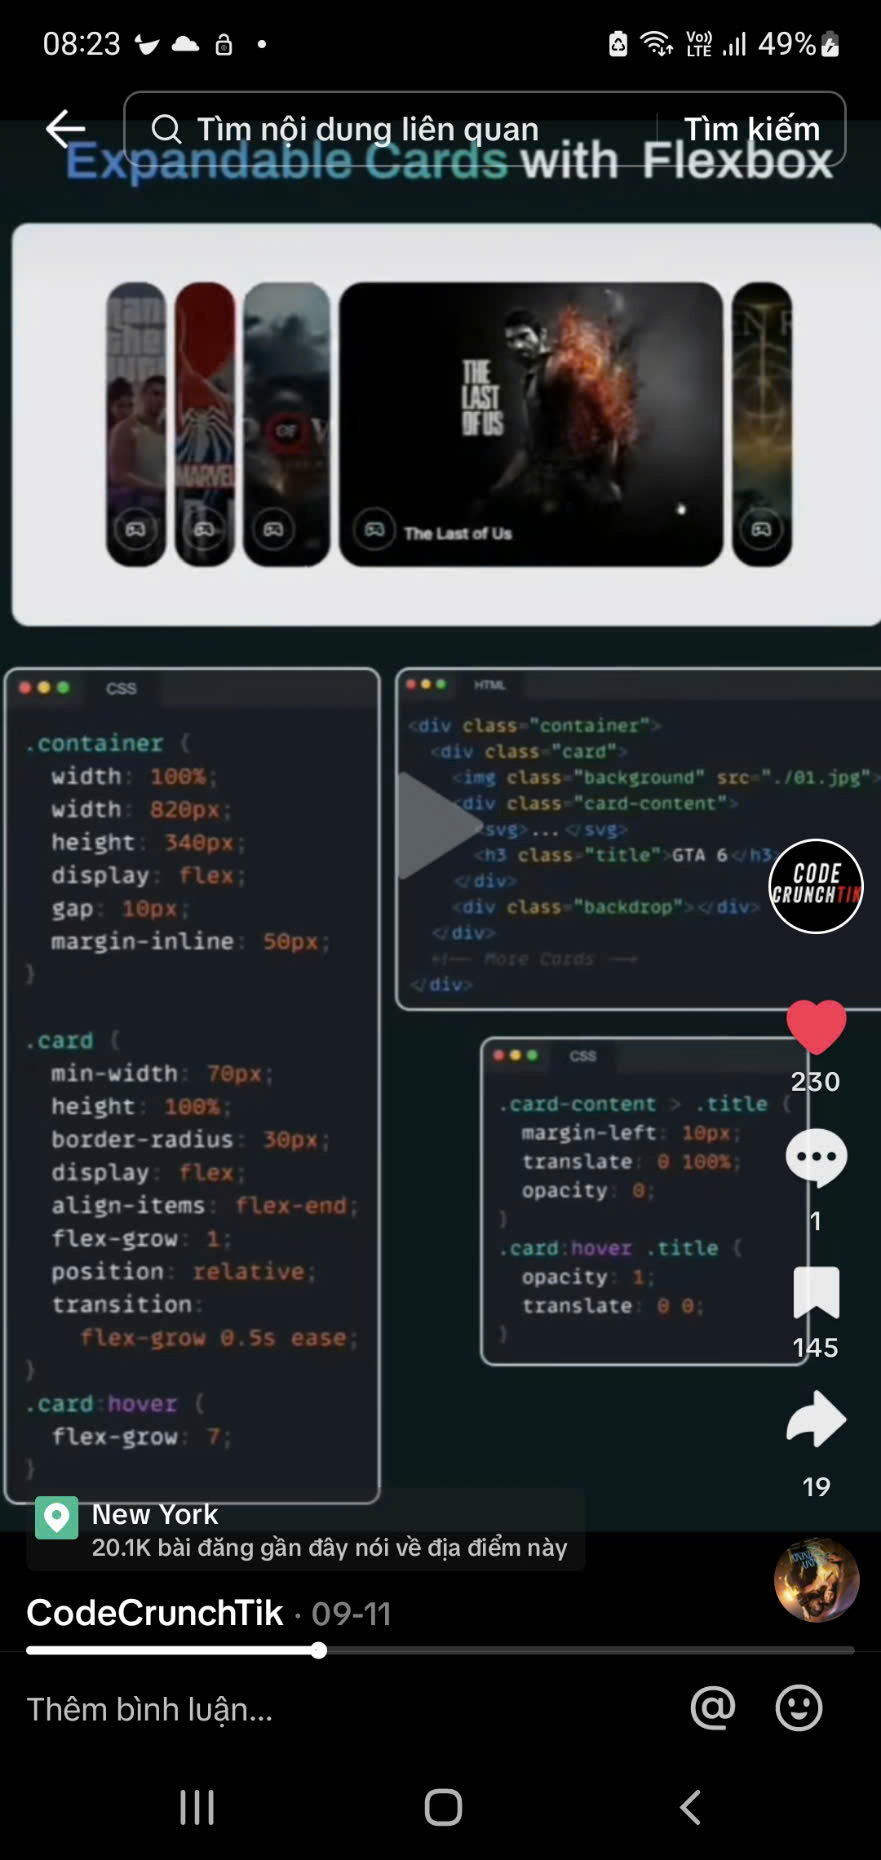 08:23
Vo))
LTE
49%
Tìm nội dung liên quan
Tìm kiếm
Expandable Cards with Flexbox
THE
LAST
OF US
OF
MARVEL
The Last of Us
CSS
.container {
width: 100%;
width: 820px;
height: 340px;
display: flex;
gap: 10px;
margin-inline: 50px;
}
.card {
min-width: 70px;
height: 100%;
border-radius: 30px;
display: flex;
align-items: flex-end;
flex-grow: 1;
position: relative;
transition:
flex-grow 0.5s ease;
}
.card:hover {
flex-grow: 7;
}
HTML
<div class="container">
<div class="card">
<img class="background" src="./01.jpg">
<div class="card-content">
<svg>...</svg>
<h3 class="title">GTA 6</h3>
</div>
<div class="backdrop"></div>
</div>
<!-- More Cards -->
</div>
CSS
.card-content > .title {
margin-left: 10px;
translate: 0 100%;
opacity: 0;
}
.card:hover .title {
opacity: 1;
translate: 0 0;
}
CODE
CRUNCHTIK
230
1
145
19
New York
20.1K bài đăng gần đây nói về địa điểm này
CodeCrunchTik · 09-11
Thêm bình luận...